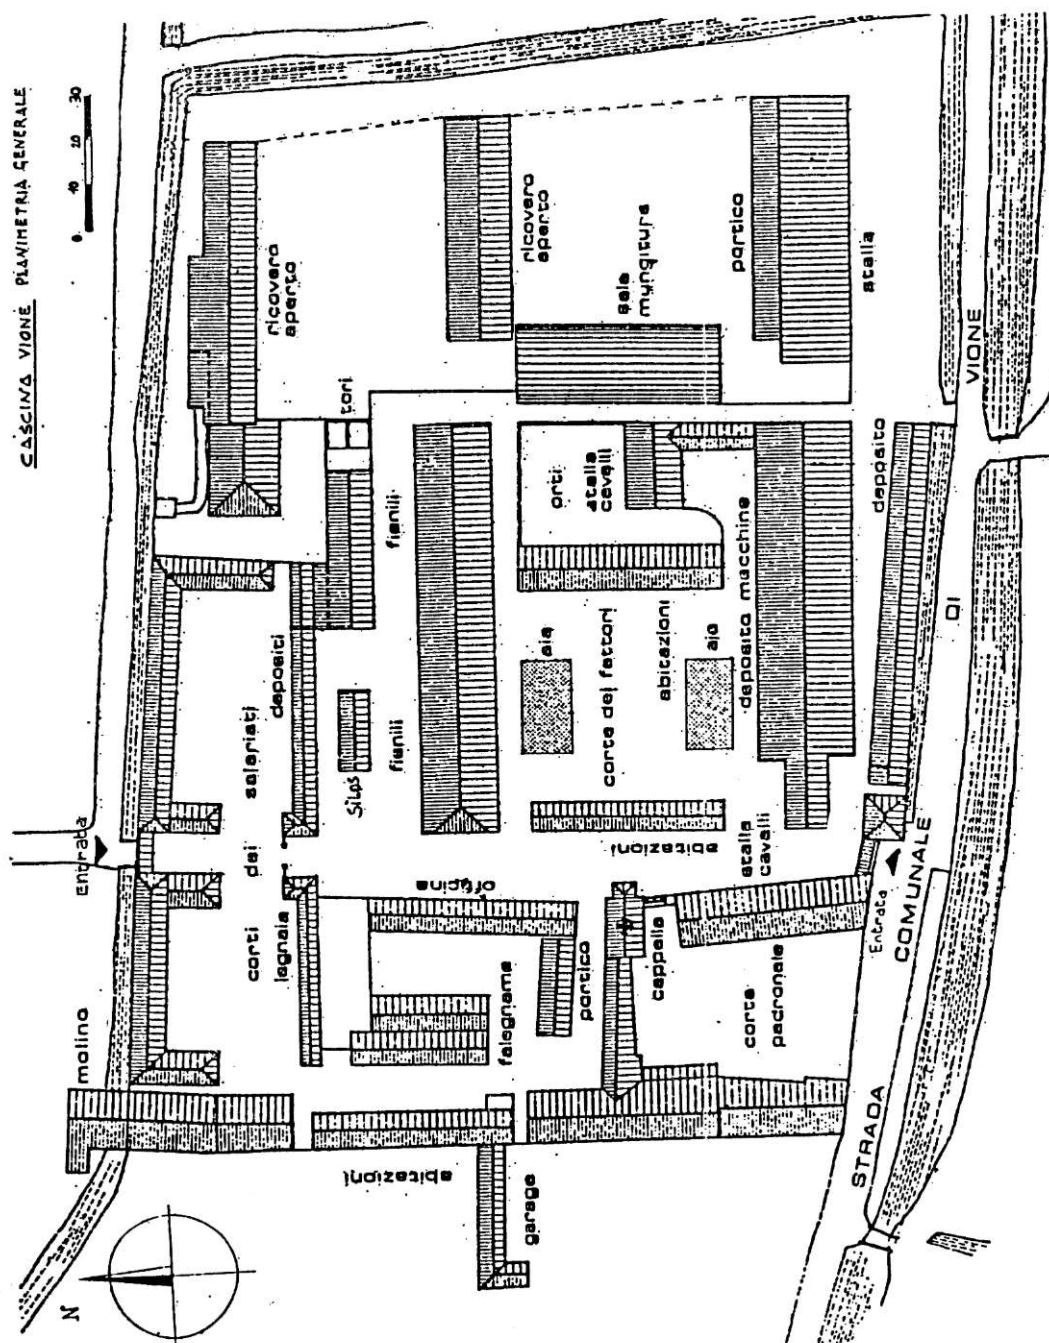 CASCINA VIONE PLANIMETRIA GENERALE
0 10 20 30
ricovero
aperto
ricovero
aperto
sala
mungitura
portico
stalla
tori
fienili
orti
stalla
cavalli
deposito
VIONE
DI
depositi
salariati
dei
corti
legnaia
Silos
fienili
aia
corte dei fattori
abitazioni
aia
deposito macchine
Entrata
officina
abitazioni
stalla
cavalli
Entrata
COMUNALE
molino
falegname
portico
cappella
corte
padronale
STRADA
abitazioni
garage
N